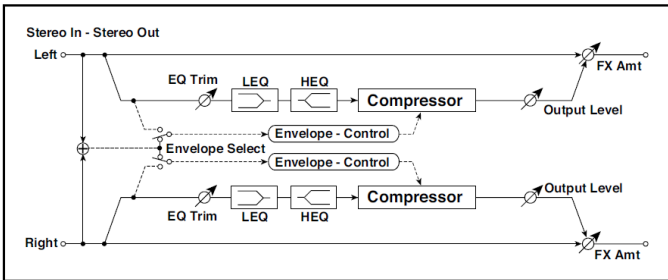 Stereo In - Stereo Out
Left
FX Amt
EQ Trim
LEQ
HEQ
Compressor
Output Level
Envelope - Control
Envelope Select
Envelope - Control
EQ Trim
LEQ
HEQ
Compressor
Output Level
Right
FX Amt